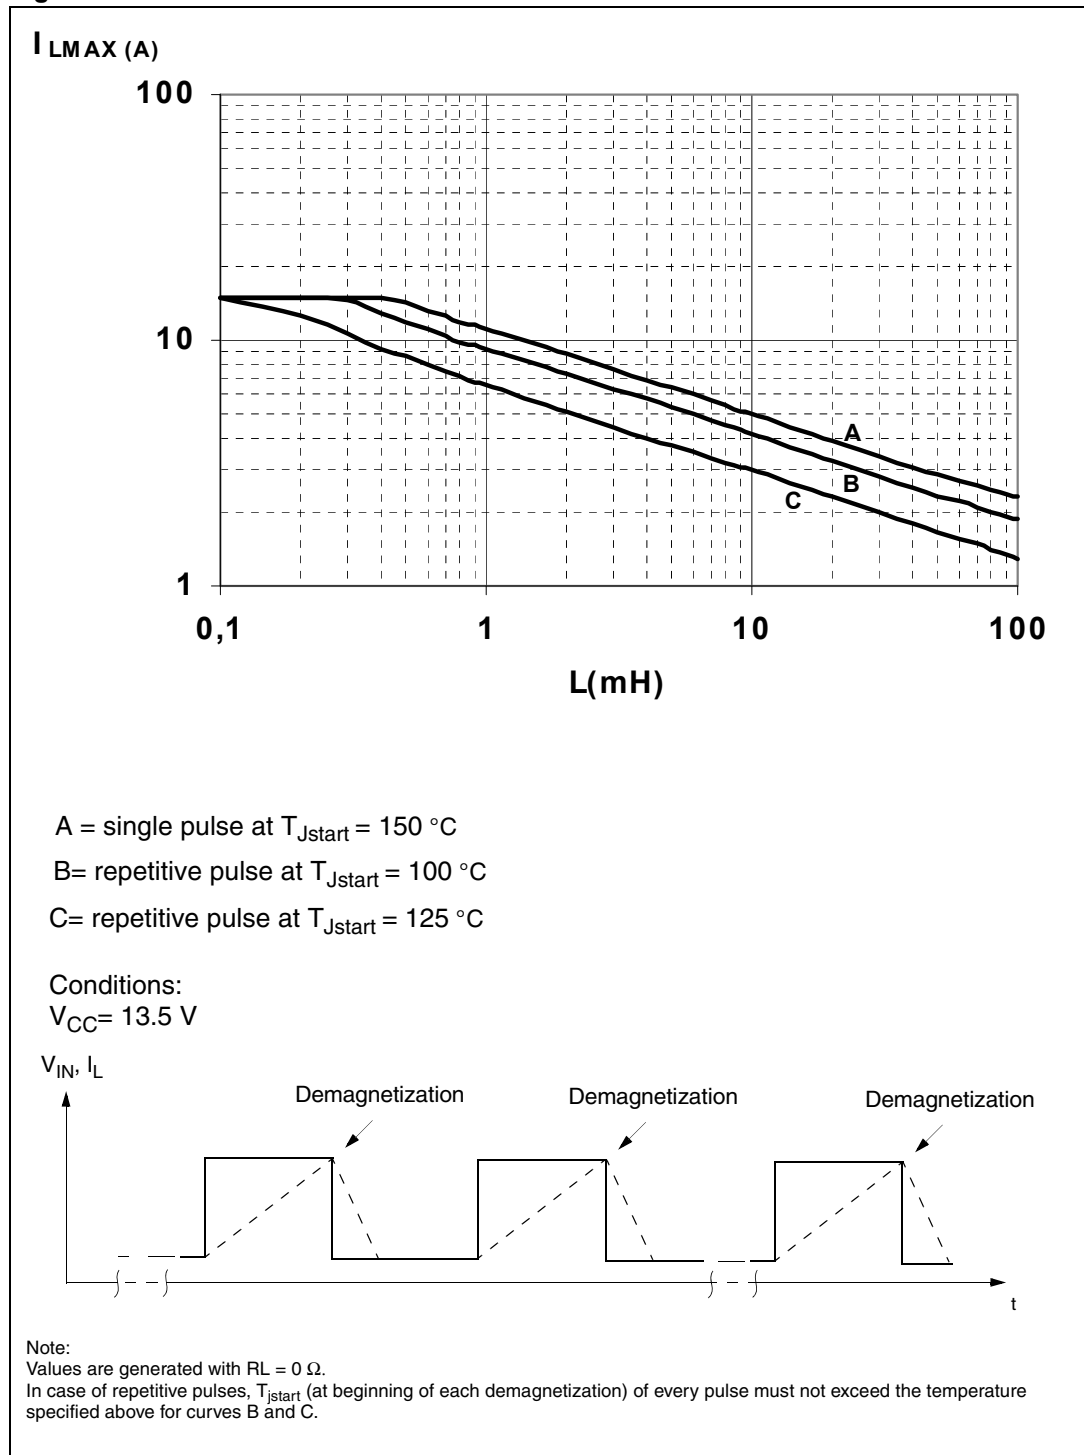 I LMAX (A)
100
10
1
0,1 1 10 100
L(mH)
A
B
C
A = single pulse at TJstart = 150 °C
B= repetitive pulse at TJstart = 100 °C
C= repetitive pulse at TJstart = 125 °C
Conditions:
VCC= 13.5 V
VIN, IL
Demagnetization Demagnetization Demagnetization
t
Note:
Values are generated with RL = 0 Ω.
In case of repetitive pulses, Tjstart (at beginning of each demagnetization) of every pulse must not exceed the temperature
specified above for curves B and C.